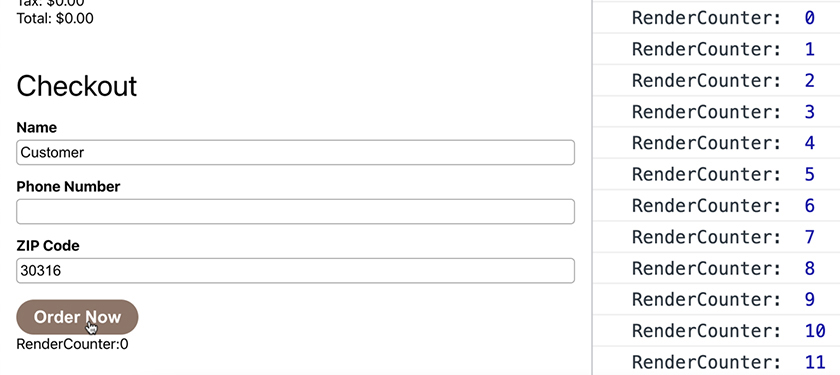 Tax: $0.00
Total: $0.00
Checkout
Name
Customer
Phone Number
ZIP Code
30316
Order Now
RenderCounter:0
RenderCounter: 0
RenderCounter: 1
RenderCounter: 2
RenderCounter: 3
RenderCounter: 4
RenderCounter: 5
RenderCounter: 6
RenderCounter: 7
RenderCounter: 8
RenderCounter: 9
RenderCounter: 10
RenderCounter: 11